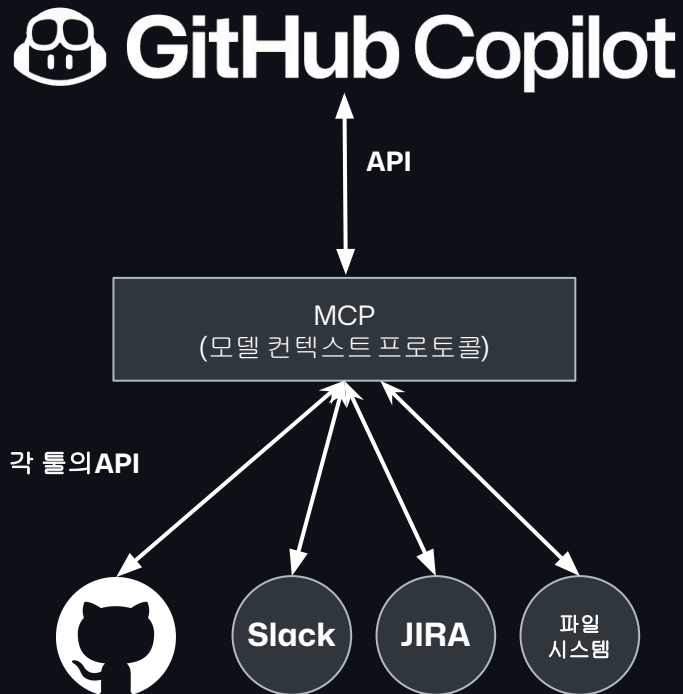 GitHub Copilot
API
MCP
(모델 컨텍스트 프로토콜)
각 툴의API
Slack
JIRA
파일
시스템